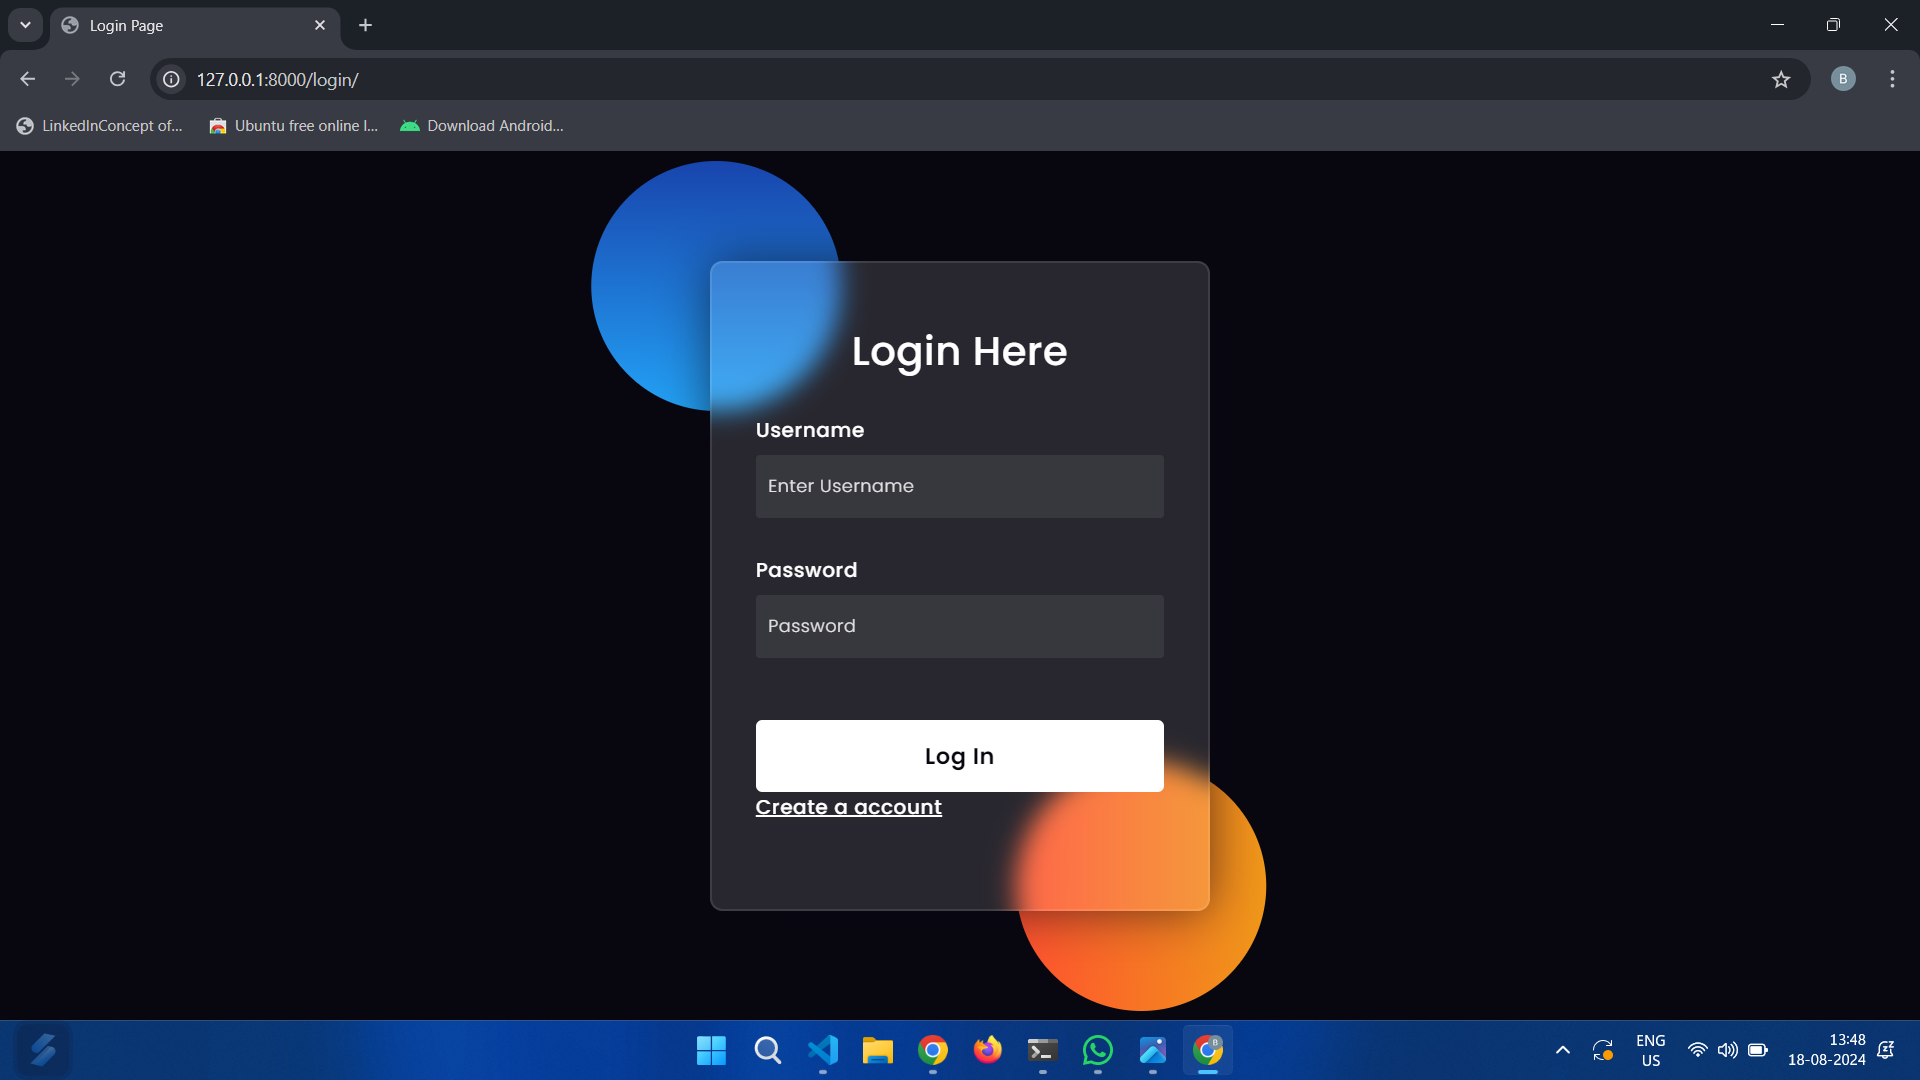 Login Page
127.0.0.1:8000/login/
B
LinkedInConcept of...
Ubuntu free online l...
Download Android...
Login Here
Username
Enter Username
Password
Password
Log In
Create a account
B
ENG
US
13:48
18-08-2024